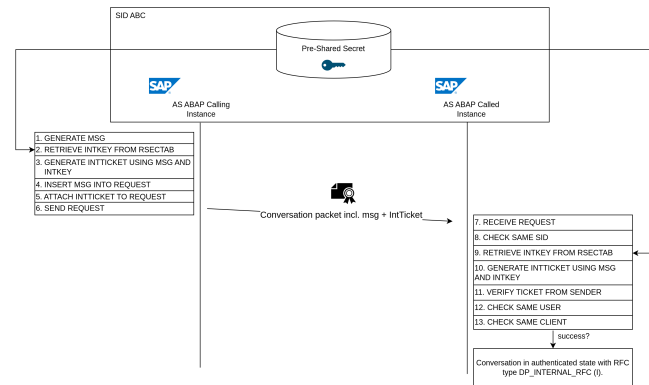 SID ABC
Pre-Shared Secret
SAP
SAP
AS ABAP Calling
Instance
AS ABAP Called
Instance
1. GENERATE MSG
2. RETRIEVE INTKEY FROM RSECTAB
3. GENERATE INTTICKET USING MSG AND
INTKEY
4. INSERT MSG INTO REQUEST
5. ATTACH INTTICKET TO REQUEST
6. SEND REQUEST
Conversation packet incl. msg + IntTicket
7. RECEIVE REQUEST
8. CHECK SAME SID
9. RETRIEVE INTKEY FROM RSECTAB
10. GENERATE INTTICKET USING MSG
AND INTKEY
11. VERIFY TICKET FROM SENDER
12. CHECK SAME USER
13. CHECK SAME CLIENT
success?
Conversation in authenticated state with RFC
type DP_INTERNAL_RFC (I).